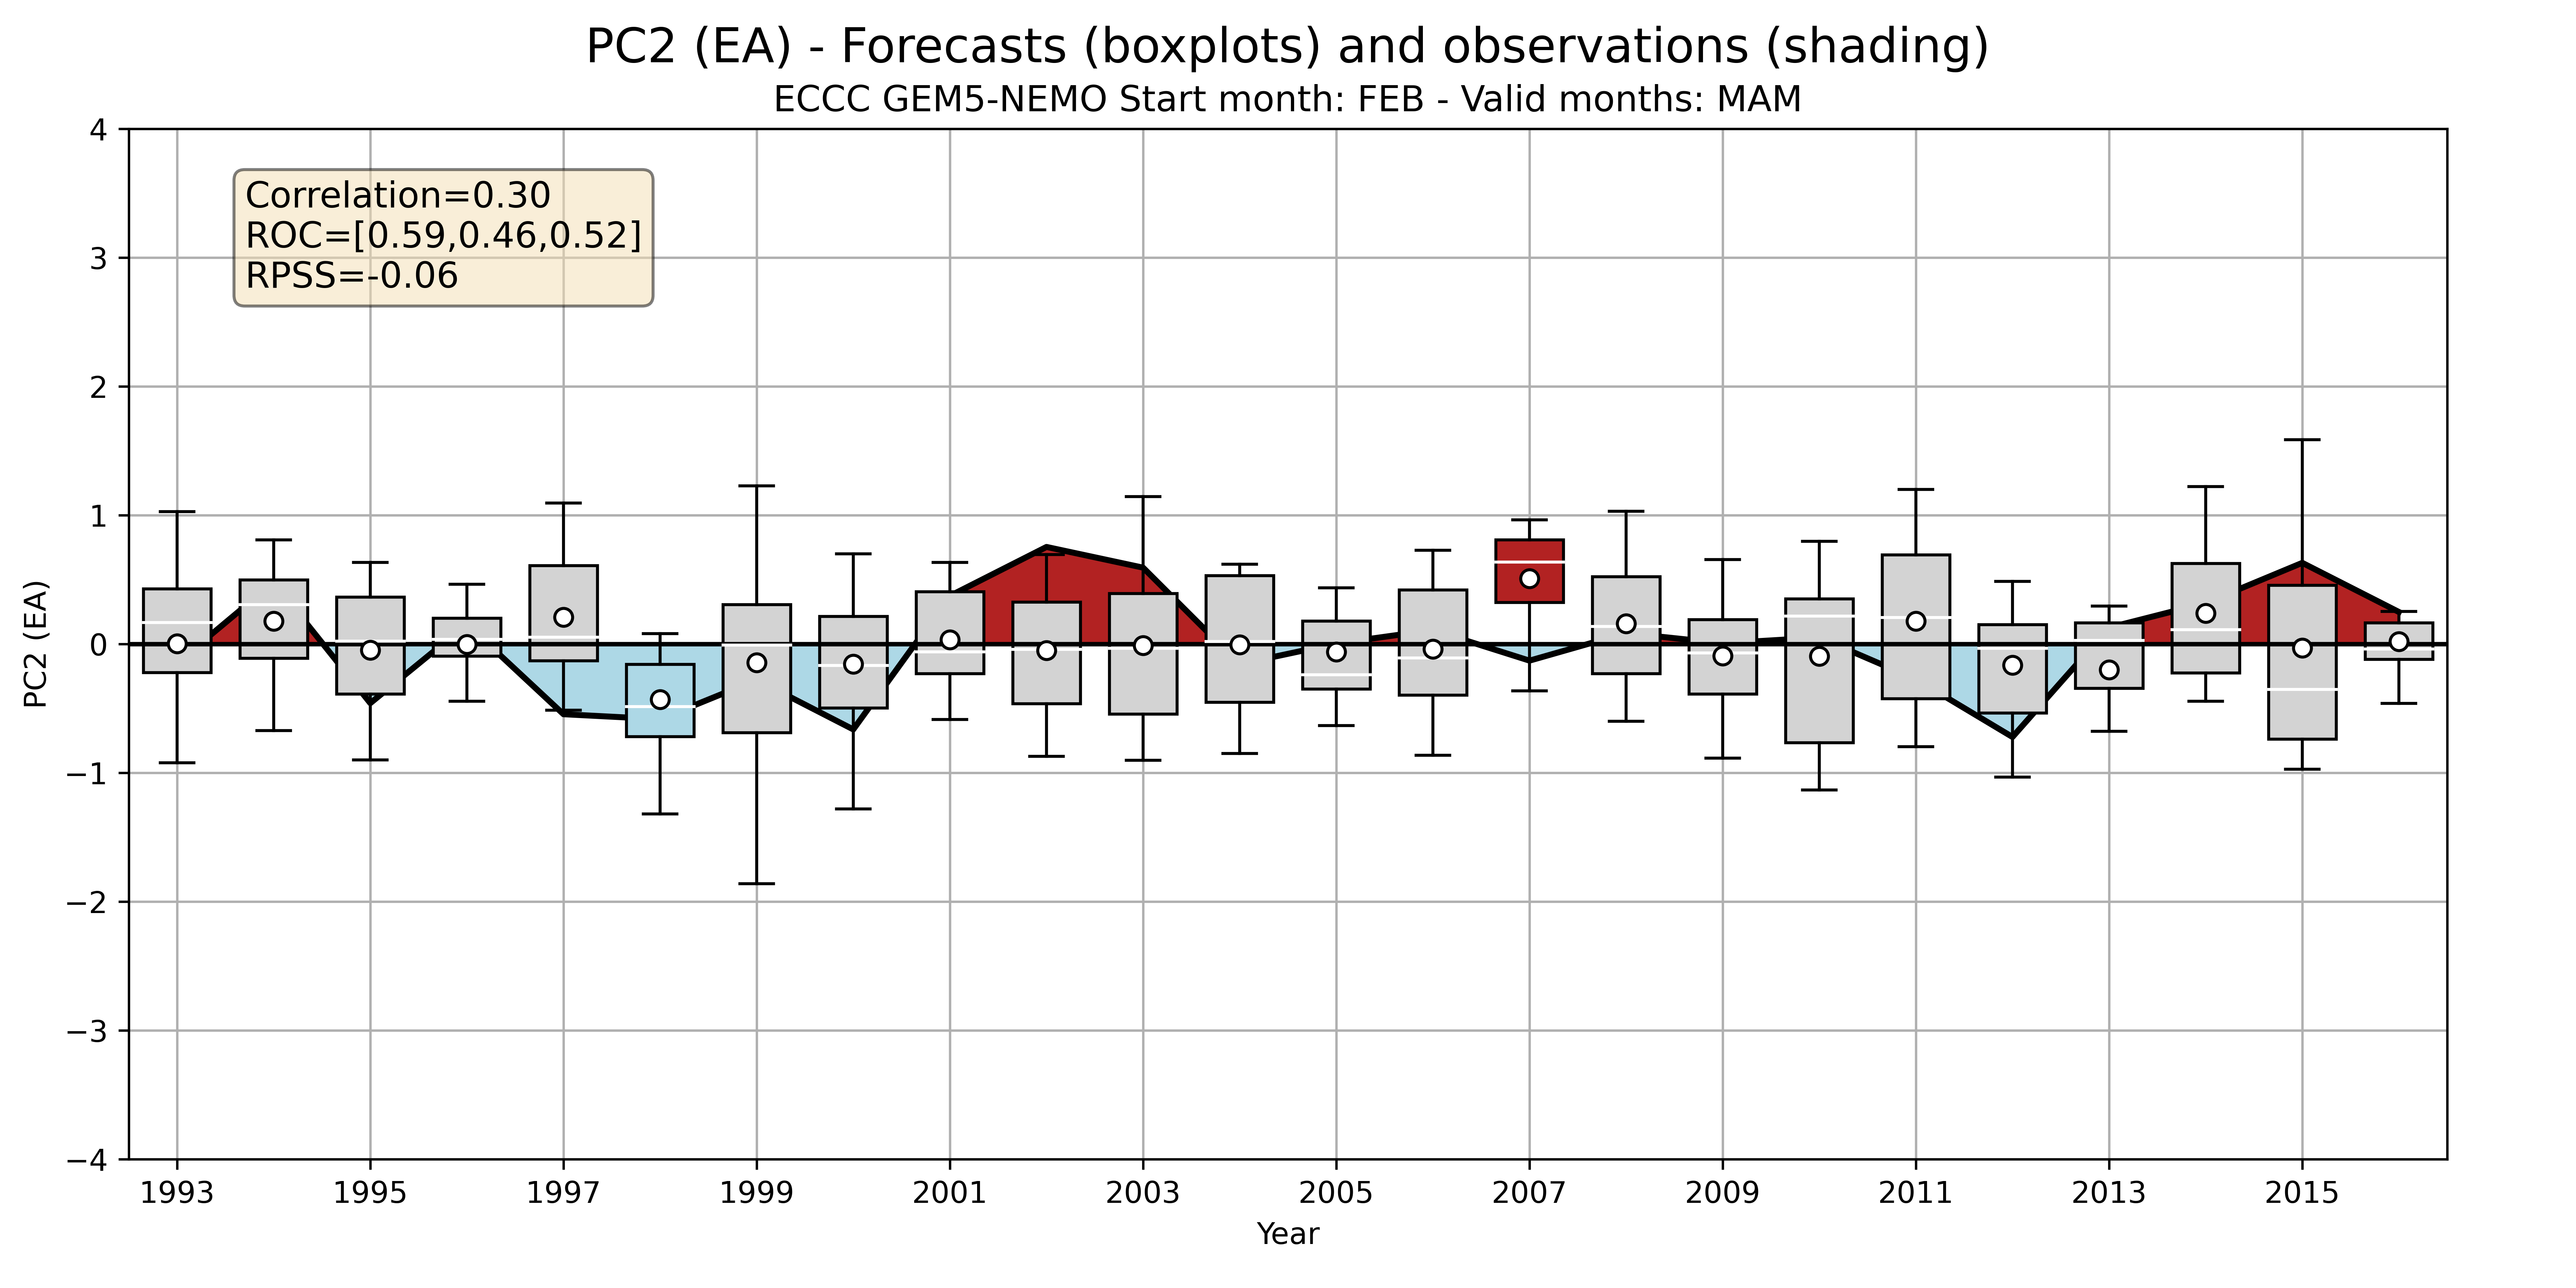 PC2 (EA) - Forecasts (boxplots) and observations (shading)
ECCC GEM5-NEMO Start month: FEB - Valid months: MAM
Correlation=0.30
ROC=[0.59,0.46,0.52]
RPSS=-0.06
PC2 (EA)
4
3
2
1
0
−1
−2
−3
−4
1993 1995 1997 1999 2001 2003 2005 2007 2009 2011 2013 2015
Year